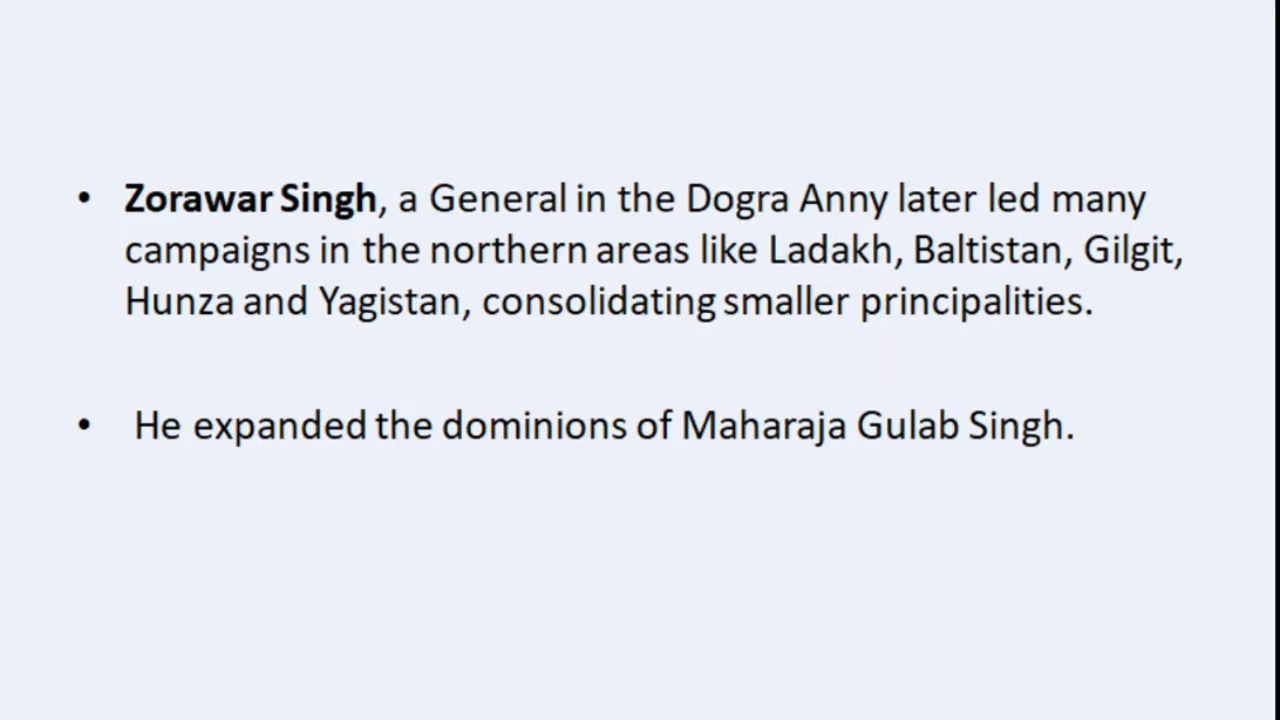 • Zorawar Singh, a General in the Dogra Anny later led many
campaigns in the northern areas like Ladakh, Baltistan, Gilgit,
Hunza and Yagistan, consolidating smaller principalities.
• He expanded the dominions of Maharaja Gulab Singh.